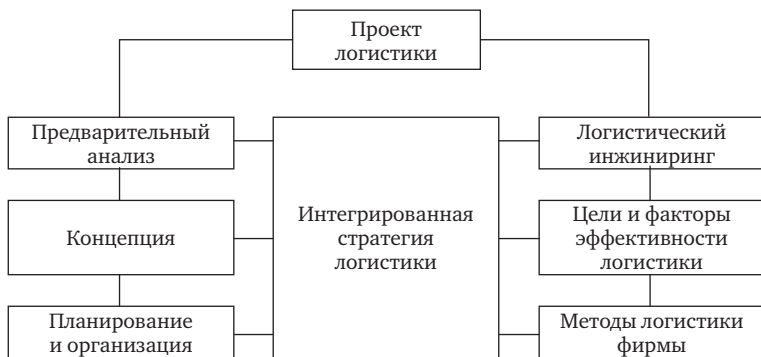 Проект
логистики
Предварительный
анализ
Логистический
инжиниринг
Концепция
Интегрированная
стратегия
логистики
Цели и факторы
эффективности
логистики
Планирование
и организация
Методы логистики
фирмы